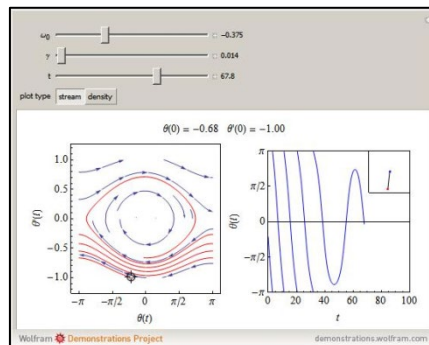 ω₀ −0.375
γ 0.014
t 67.8
plot type stream density
θ(0) = −0.68 θ′(0) = −1.00
θ′(t)
1.0
0.5
0.0
−0.5
−1.0
−π −π/2 0 π/2 π
θ(t)
θ(t)
π
π/2
0
π/2
−π
0 20 40 60 80 100
t
Wolfram Demonstrations Project demonstrations.wolfram.com